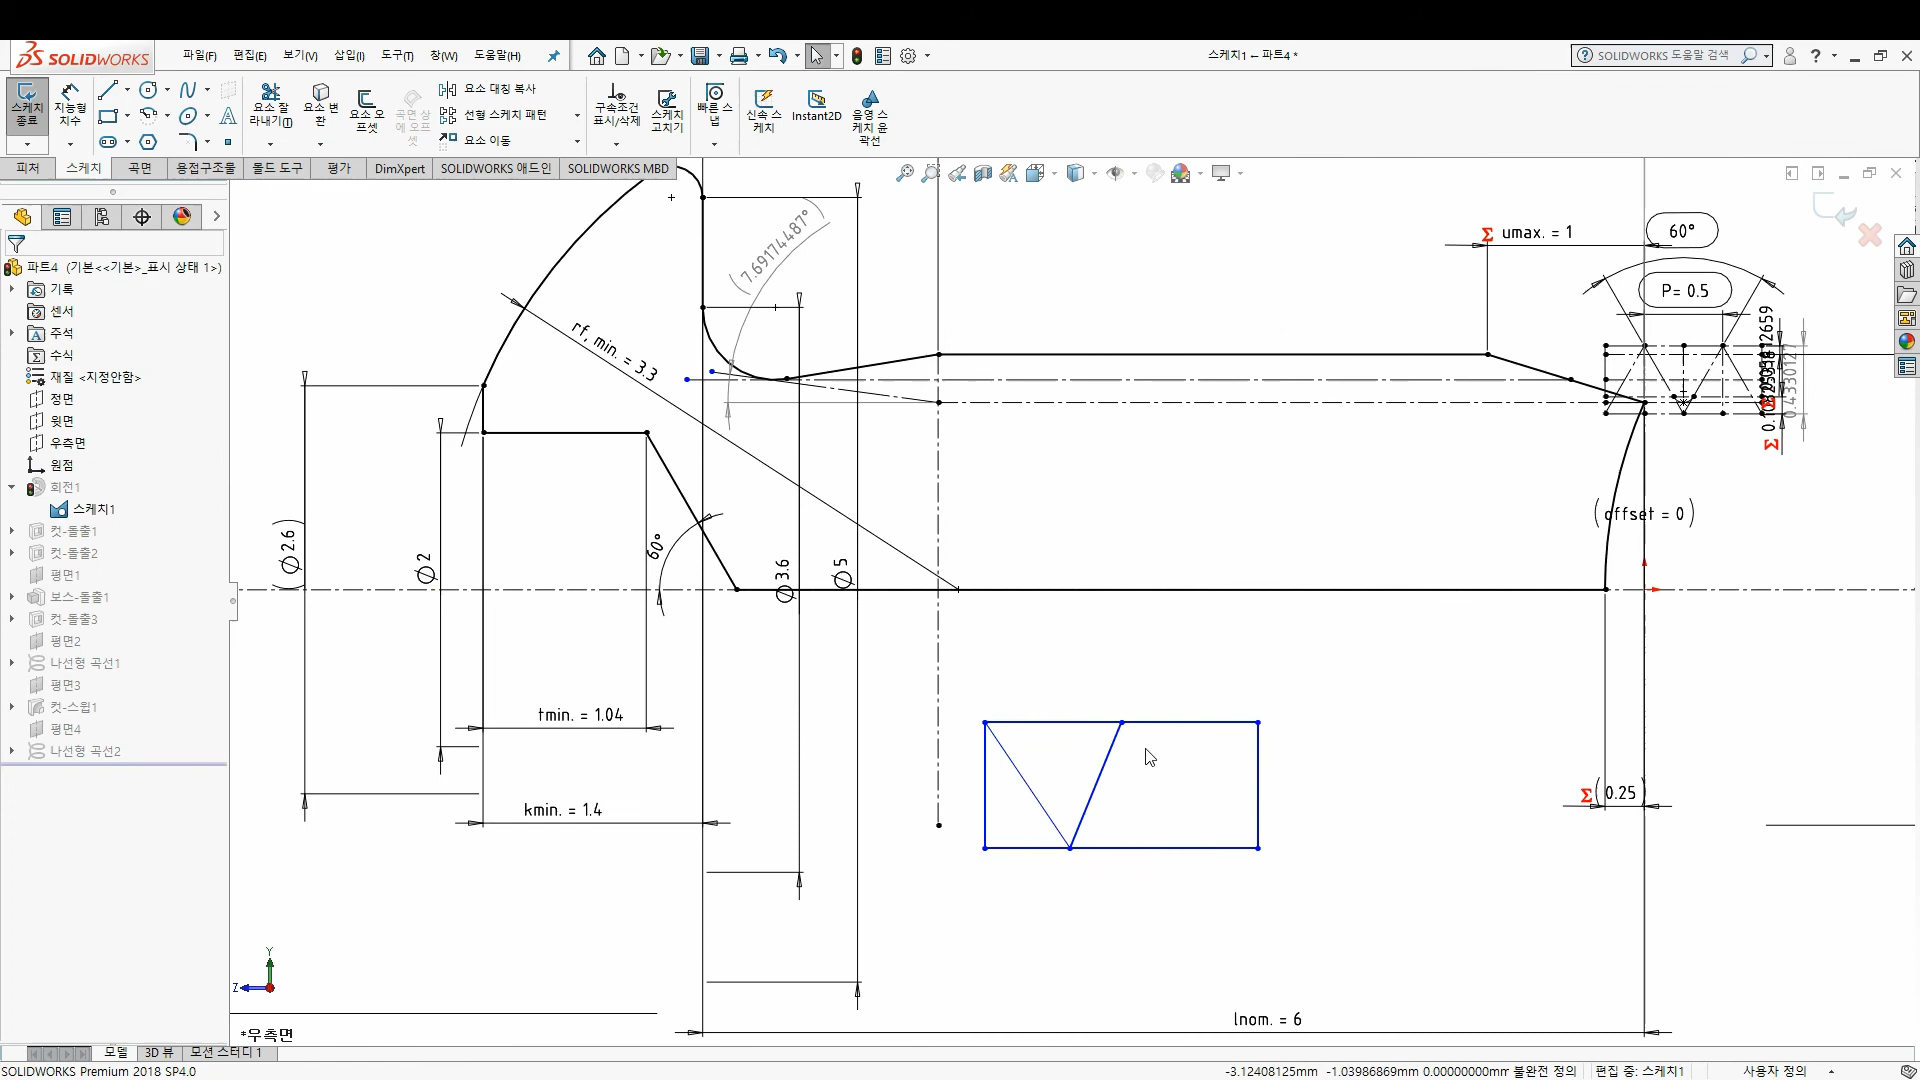 SOLIDWORKS
파일(F) 편집(E) 보기(V) 삽입(I) 도구(T) 창(W) 도움말(H)
스케치1 ← 파트4 *
SOLIDWORKS 도움말 검색
스케치 종료
지능형 치수
요소 잘라내기(T)
요소 변환
요소 오프셋
곡면 상에 오프셋
요소 대칭 복사
선형 스케치 패턴
요소 이동
구속조건 표시/삭제
스케치 고치기
빠른 스냅
신속 스케치
Instant2D
음영 스케치 윤곽선
피처 스케치 곡면 용접구조물 몰드 도구 평가 DimXpert SOLIDWORKS 애드인 SOLIDWORKS MBD
파트4 (기본<<기본>_표시 상태 1>)
기록
센서
주석
수식
재질 <지정안함>
정면
윗면
우측면
원점
회전1
스케치1
컷-돌출1
컷-돌출2
평면1
보스-돌출1
컷-돌출3
평면2
나선형 곡선1
평면3
컷-스윕1
평면4
나선형 곡선2
(7.69174487°)
Σ umax. = 1
60°
P= 0.5
rf, min. = 3.3
0.4330127
(∅ 2.6)
∅ 2
60°
∅ 3.6
∅ 5
(offset = 0)
tmin. = 1.04
kmin. = 1.4
Σ (0.25)
lnom. = 6
Y
Z
*우측면
모델 3D 뷰 모션 스터디 1
SOLIDWORKS Premium 2018 SP4.0
-3.12408125mm -1.03986869mm 0.00000000mm 불완전 정의 편집 중: 스케치1 사용자 정의